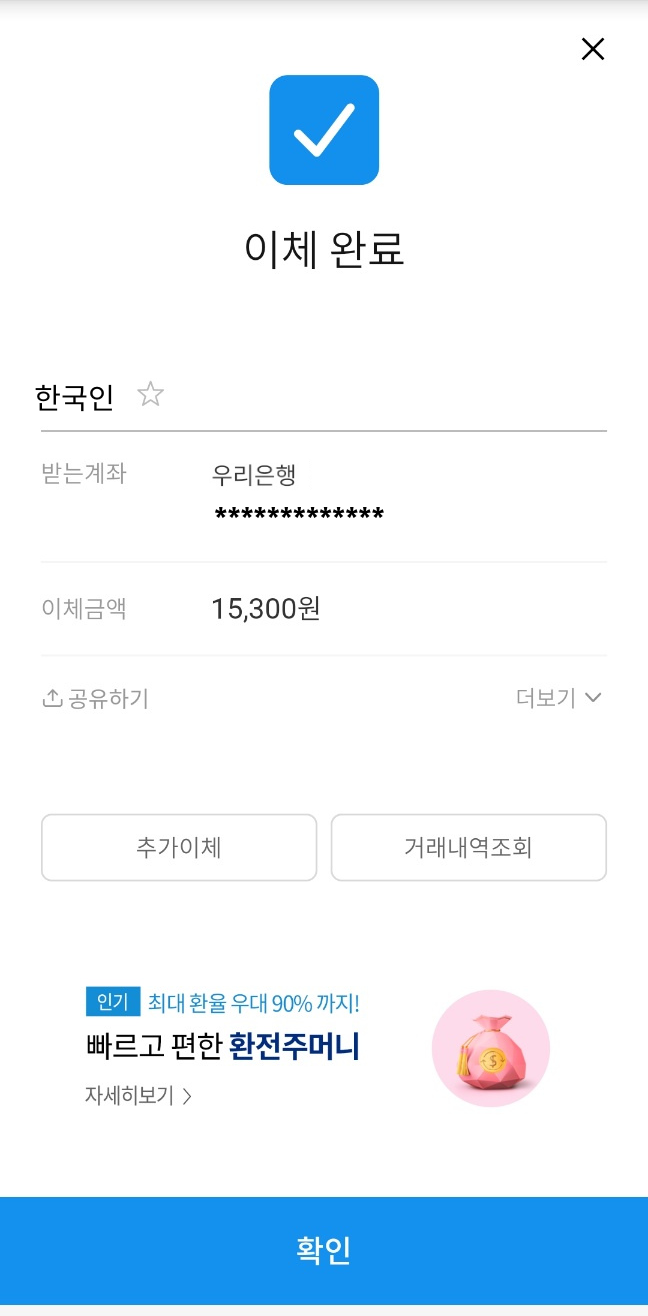 이체 완료
한국인
받는계좌 우리은행
*************
이체금액 15,300원
공유하기 더보기
추가이체 거래내역조회
인기 최대 환율 우대 90% 까지!
빠르고 편한 환전주머니
자세히보기 >
확인